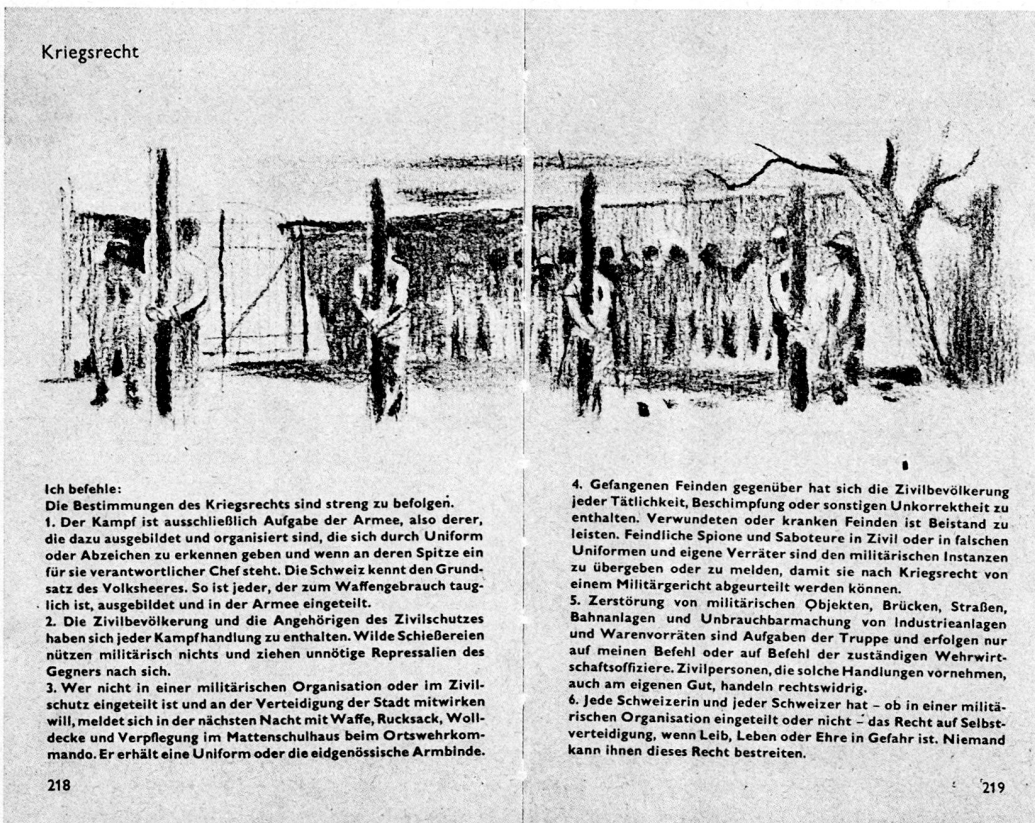 Kriegsrecht
Ich befehle:
Die Bestimmungen des Kriegsrechts sind streng zu befolgen.
1. Der Kampf ist ausschließlich Aufgabe der Armee, also derer,
die dazu ausgebildet und organisiert sind, die sich durch Uniform
oder Abzeichen zu erkennen geben und wenn an deren Spitze ein
für sie verantwortlicher Chef steht. Die Schweiz kennt den Grund-
satz des Volksheeres. So ist jeder, der zum Waffengebrauch taug-
lich ist, ausgebildet und in der Armee eingeteilt.
2. Die Zivilbevölkerung und die Angehörigen des Zivilschutzes
haben sich jeder Kampfhandlung zu enthalten. Wilde Schießereien
nützen militärisch nichts und ziehen unnötige Repressalien des
Gegners nach sich.
3. Wer nicht in einer militärischen Organisation oder im Zivil-
schutz eingeteilt ist und an der Verteidigung der Stadt mitwirken
will, meldet sich in der nächsten Nacht mit Waffe, Rucksack, Woll-
decke und Verpflegung im Mattenschulhaus beim Ortswehrkom-
mando. Er erhält eine Uniform oder die eidgenössische Armbinde.
218
4. Gefangenen Feinden gegenüber hat sich die Zivilbevölkerung
jeder Tätlichkeit, Beschimpfung oder sonstigen Unkorrektheit zu
enthalten. Verwundeten oder kranken Feinden ist Beistand zu
leisten. Feindliche Spione und Saboteure in Zivil oder in falschen
Uniformen und eigene Verräter sind den militärischen Instanzen
zu übergeben oder zu melden, damit sie nach Kriegsrecht von
einem Militärgericht abgeurteilt werden können.
5. Zerstörung von militärischen Objekten, Brücken, Straßen,
Bahnanlagen und Unbrauchbarmachung von Industrieanlagen
und Warenvorräten sind Aufgaben der Truppe und erfolgen nur
auf meinen Befehl oder auf Befehl der zuständigen Wehrwirt-
schaftsoffiziere. Zivilpersonen, die solche Handlungen vornehmen,
auch am eigenen Gut, handeln rechtswidrig.
6. Jede Schweizerin und jeder Schweizer hat – ob in einer militä-
rischen Organisation eingeteilt oder nicht – das Recht auf Selbst-
verteidigung, wenn Leib, Leben oder Ehre in Gefahr ist. Niemand
kann ihnen dieses Recht bestreiten.
219